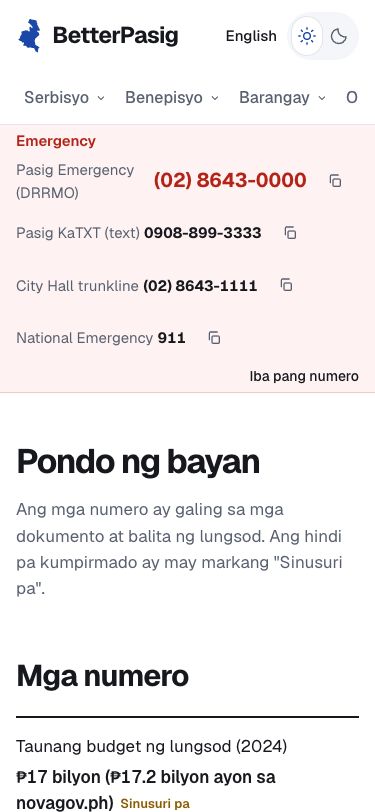 BetterPasig
English
Serbisyo
Benepisyo
Barangay
O
Emergency
Pasig Emergency
(DRRMO)
(02) 8643-0000
Pasig KaTXT (text) 0908-899-3333
City Hall trunkline (02) 8643-1111
National Emergency 911
Iba pang numero
Pondo ng bayan
Ang mga numero ay galing sa mga
dokumento at balita ng lungsod. Ang hindi
pa kumpirmado ay may markang "Sinusuri
pa".
Mga numero
Taunang budget ng lungsod (2024)
₱17 bilyon (₱17.2 bilyon ayon sa
novagov.ph) Sinusuri pa